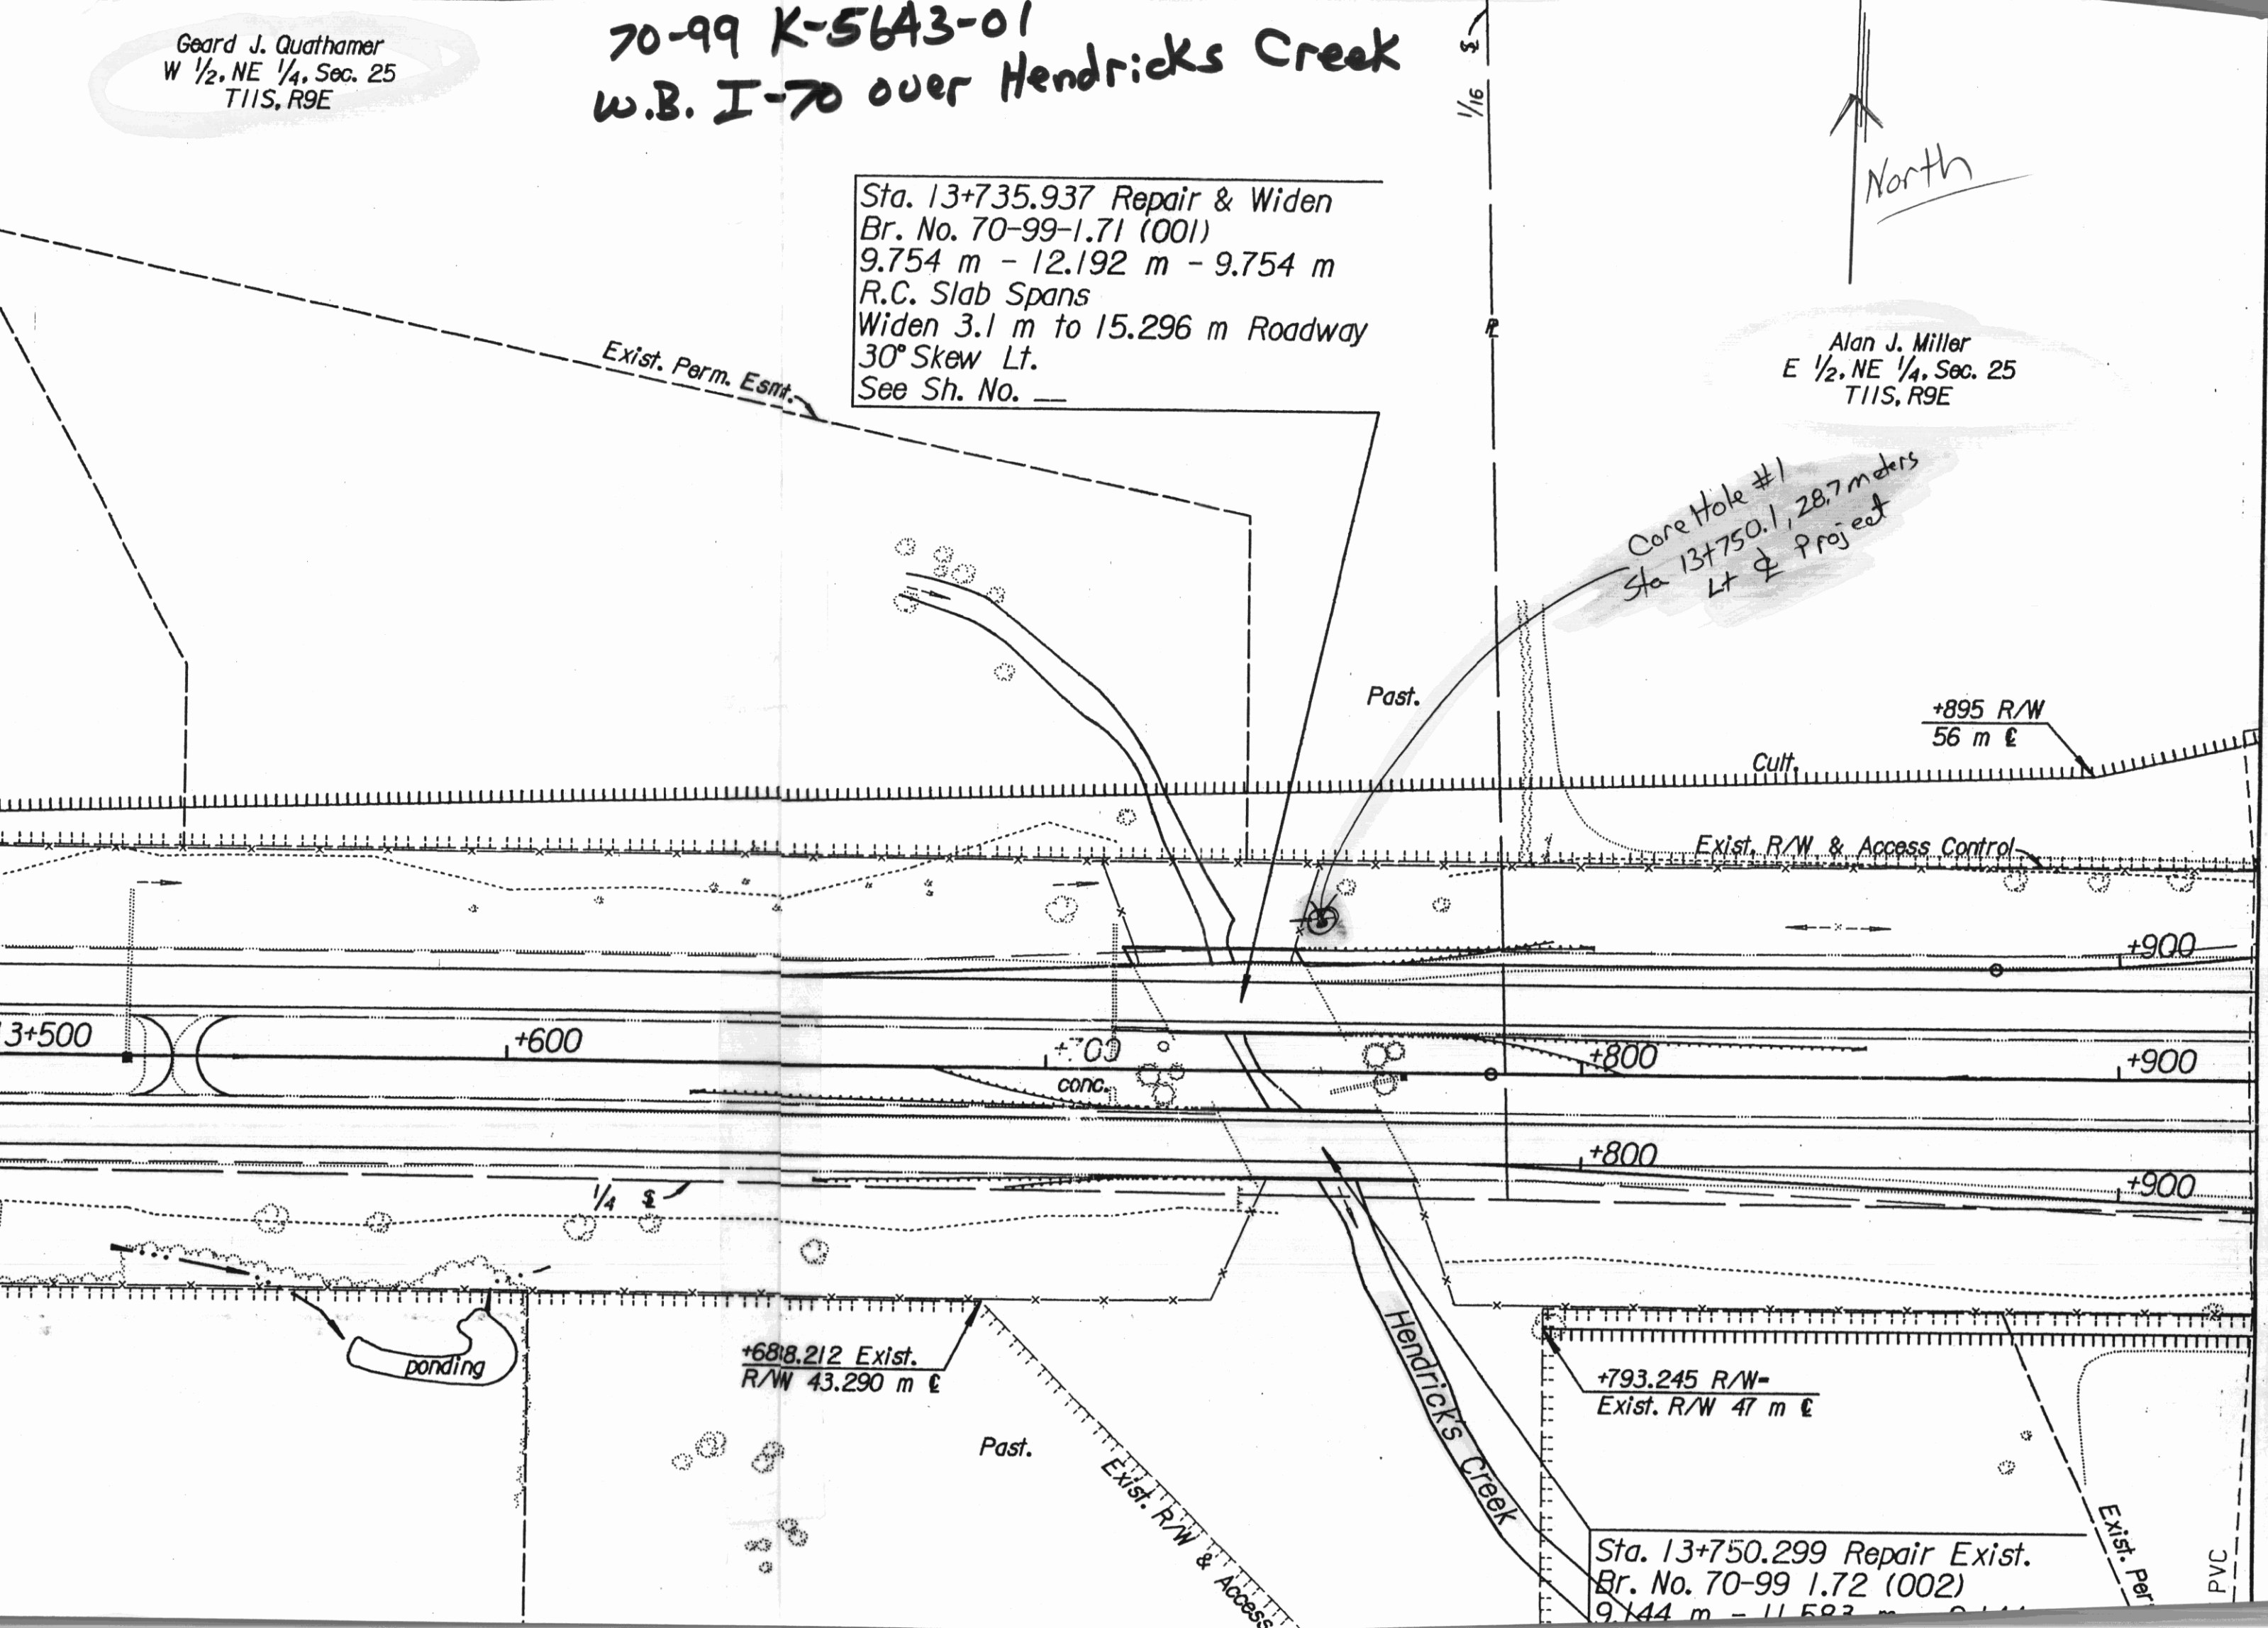 Geard J. Quathamer
W 1/2, NE 1/4, Sec. 25
T11S, R9E
70-99 K-5643-01
W.B. I-70 over Hendricks Creek
1/16 S
North
Sta. 13+735.937 Repair & Widen
Br. No. 70-99-1.71 (001)
9.754 m - 12.192 m - 9.754 m
R.C. Slab Spans
Widen 3.1 m to 15.296 m Roadway
30° Skew Lt.
See Sh. No. __
Exist. Perm. Esmt.
PL
Alan J. Miller
E 1/2, NE 1/4, Sec. 25
T11S, R9E
Core Hole #1
Sta 13+750.1, 28.7 meters
Lt ℄ Project
Past.
+895 R/W
56 m ℄
Cult.
Exist. R/W & Access Control
+900
3+500
+600
+700
+800
+900
conc.
+800
+900
1/4 S
ponding
+688.212 Exist.
R/W 43.290 m ℄
Hendrick's Creek
+793.245 R/W=
Exist. R/W 47 m ℄
Past.
Exist. R/W & Access
Sta. 13+750.299 Repair Exist.
Br. No. 70-99 1.72 (002)
9.144 m - 11.583 m -
Exist. Per
PVC